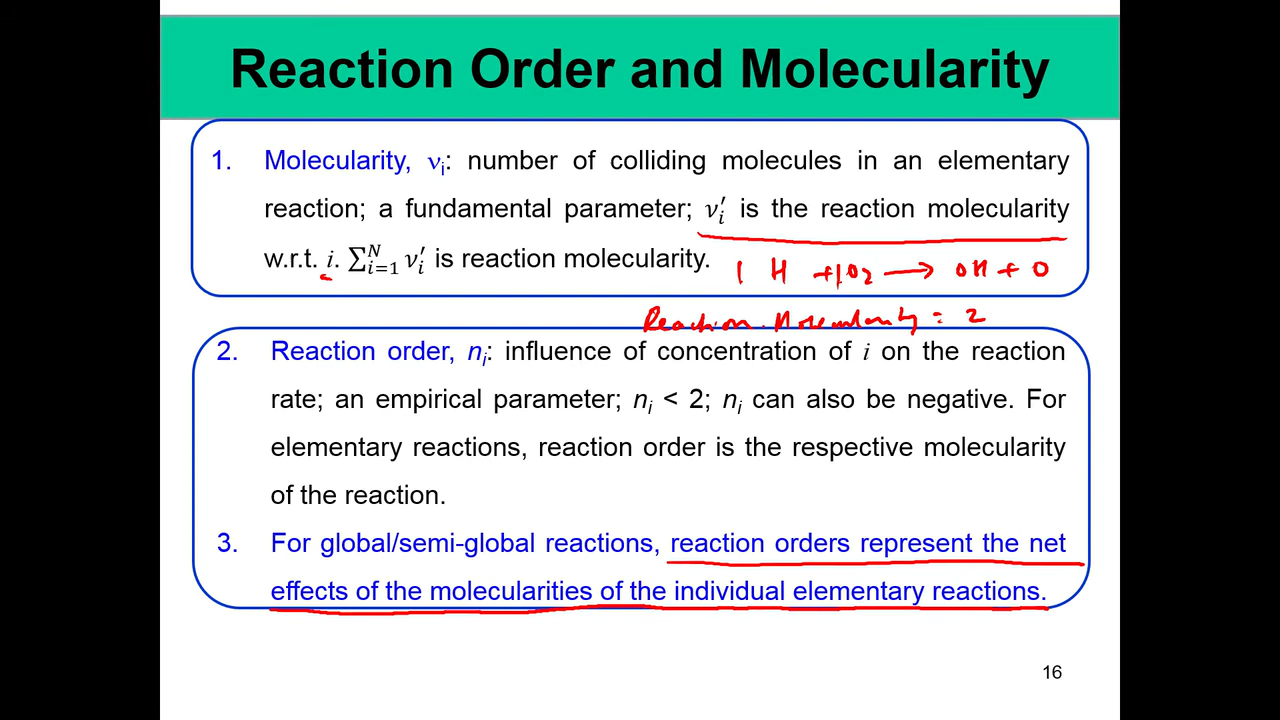 Reaction Order and Molecularity
1. Molecularity, νi: number of colliding molecules in an elementary
reaction; a fundamental parameter; ν′i is the reaction molecularity
w.r.t. i. ∑ᴺᵢ₌₁ ν′i is reaction molecularity.
1 H + 1O2 → OH + O
Reaction Molecularity = 2
2. Reaction order, ni: influence of concentration of i on the reaction
rate; an empirical parameter; ni < 2; ni can also be negative. For
elementary reactions, reaction order is the respective molecularity
of the reaction.
3. For global/semi-global reactions, reaction orders represent the net
effects of the molecularities of the individual elementary reactions.
16